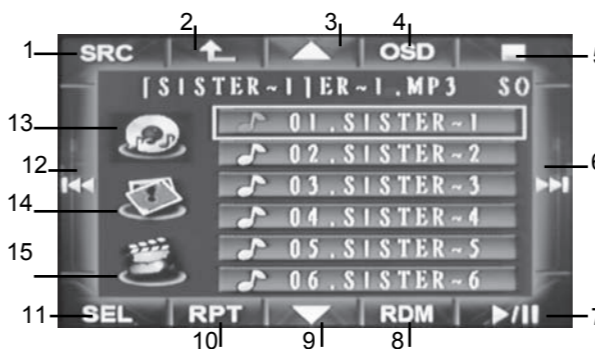 2 3 4
1 SRC OSD 5
[SISTER~1]ER~1.MP3 SO
13 01.SISTER~1
02.SISTER~2
12 6
03.SISTER~3
14 04.SISTER~4
15 05.SISTER~5
06.SISTER~6
11 SEL RPT RDM 7
10 9 8